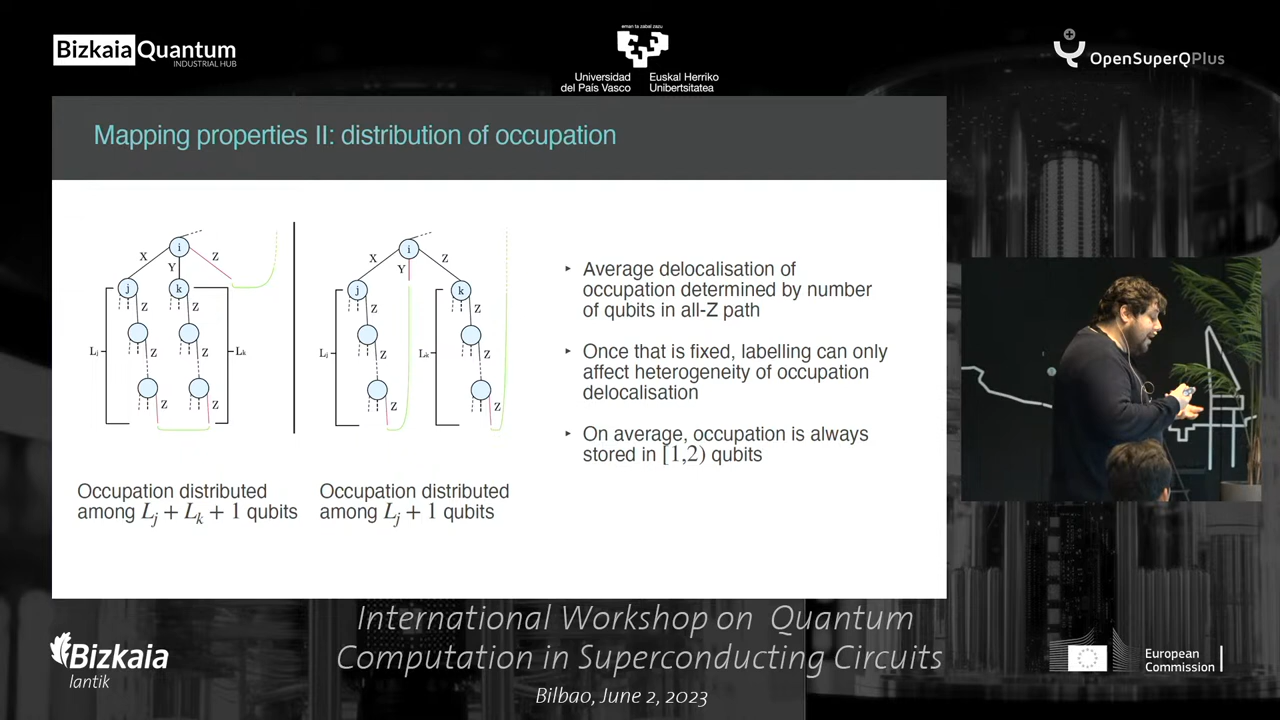 Bizkaia Quantum
INDUSTRIAL HUB
eman ta zabal zazu
Universidad
del País Vasco
Euskal Herriko
Unibertsitatea
OpenSuperQPlus
Mapping properties II: distribution of occupation
i
X
Y
Z
j
k
Z
Z
Z
Z
Lj
Lk
Z
Z
i
X
Y
Z
j
k
Z
Z
Lj
Lk
Z
Z
Z
Z
Occupation distributed
among Lj + Lk + 1 qubits
Occupation distributed
among Lj + 1 qubits
‣ Average delocalisation of
occupation determined by number
of qubits in all-Z path
‣ Once that is fixed, labelling can only
affect heterogeneity of occupation
delocalisation
‣ On average, occupation is always
stored in [1,2) qubits
International Workshop on Quantum
Computation in Superconducting Circuits
Bilbao, June 2, 2023
Bizkaia
lantik
European
Commission